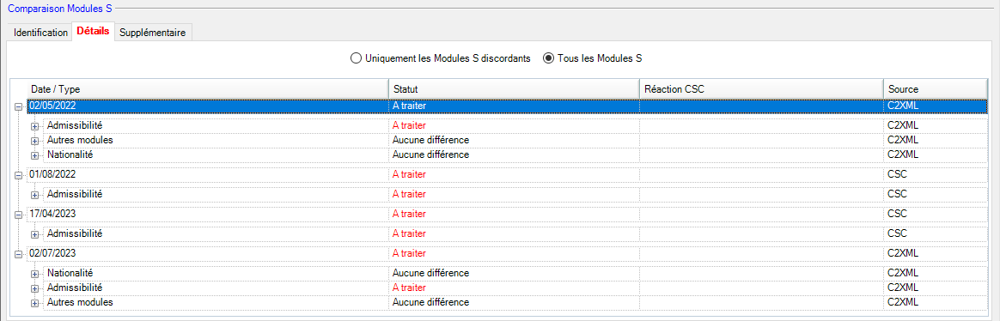 Comparaison Modules S
Identification Détails Supplémentaire
Uniquement les Modules S discordants Tous les Modules S
Date / Type Statut Réaction CSC Source
02/05/2022 A traiter C2XML
Admissibilité A traiter C2XML
Autres modules Aucune différence C2XML
Nationalité Aucune différence C2XML
01/08/2022 A traiter CSC
Admissibilité A traiter CSC
17/04/2023 A traiter CSC
Admissibilité A traiter CSC
02/07/2023 A traiter C2XML
Nationalité Aucune différence C2XML
Admissibilité A traiter C2XML
Autres modules Aucune différence C2XML